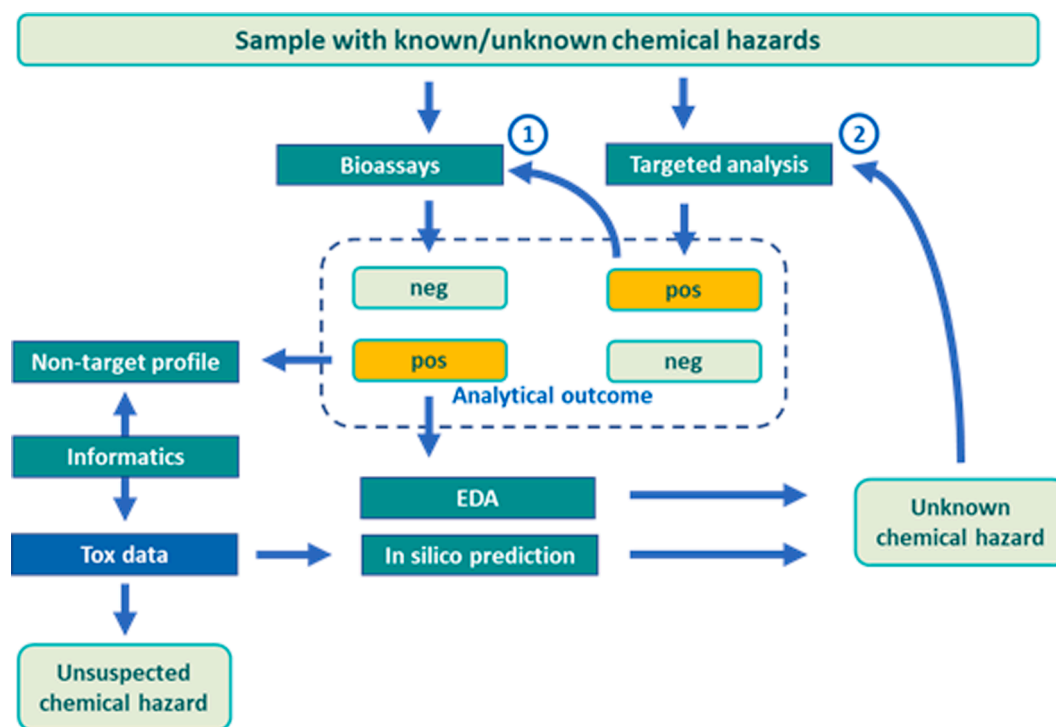 Sample with known/unknown chemical hazards
1
2
Bioassays
Targeted analysis
neg
pos
Non-target profile
pos
neg
Analytical outcome
Informatics
EDA
Unknown
chemical hazard
Tox data
In silico prediction
Unsuspected
chemical hazard